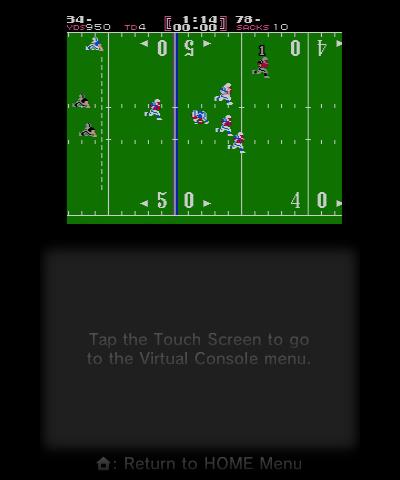 34- 1:14 78-
YDS950 TD4 00-00 SACKS 10
◀ 0 5 ▶ 0 4
1
◀ 5 0 ▶ 4 0 ▶
Tap the Touch Screen to go
to the Virtual Console menu.
: Return to HOME Menu